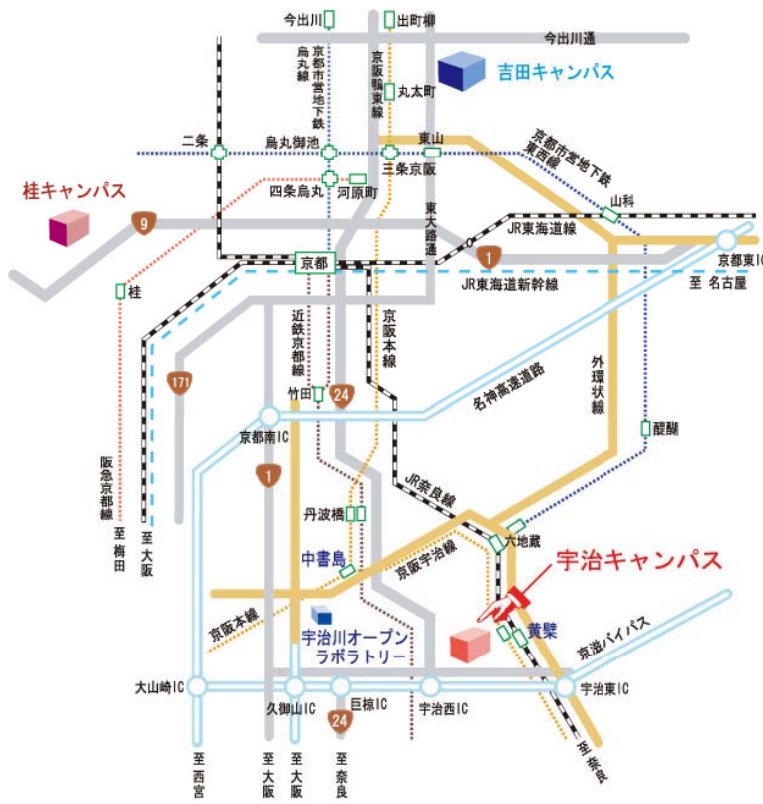 今出川
出町柳
今出川通
京都市営地下鉄
烏丸線
京阪鴨東線
吉田キャンパス
丸太町
二条
烏丸御池
三条京阪
東山
京都市営地下鉄
東西線
桂キャンパス
四条烏丸
河原町
山科
9
東大路通
JR東海道線
1
京都
京都東IC
JR東海道新幹線
至 名古屋
桂
近鉄京都線
京阪本線
外環状線
171
竹田
24
名神高速道路
京都南IC
醍醐
1
阪急京都線
JR奈良線
丹波橋
至 梅田
至 大阪
六地蔵
中書島
京阪宇治線
宇治キャンパス
京阪本線
宇治川オープン
ラボラトリー
黄檗
京滋バイパス
大山崎IC
久御山IC
巨椋IC
宇治西IC
宇治東IC
24
至 西宮
至 大阪
至 大阪
至 奈良
至 奈良